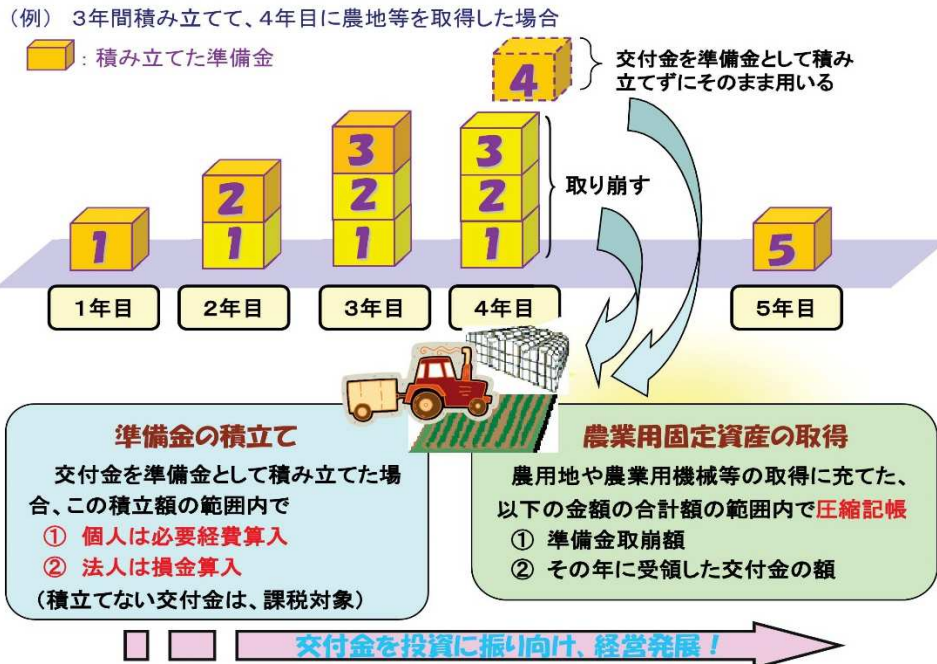 （例） ３年間積み立てて、４年目に農地等を取得した場合
：積み立てた準備金
4
交付金を準備金として積み
立てずにそのまま用いる
3
3
2
2
2
取り崩す
1
1
1
1
5
１年目
２年目
３年目
４年目
５年目
準備金の積立て
交付金を準備金として積み立てた場
合、この積立額の範囲内で
① 個人は必要経費算入
② 法人は損金算入
（積立てない交付金は、課税対象）
農業用固定資産の取得
農用地や農業用機械等の取得に充てた、
以下の金額の合計額の範囲内で圧縮記帳
① 準備金取崩額
② その年に受領した交付金の額
交付金を投資に振り向け、経営発展！